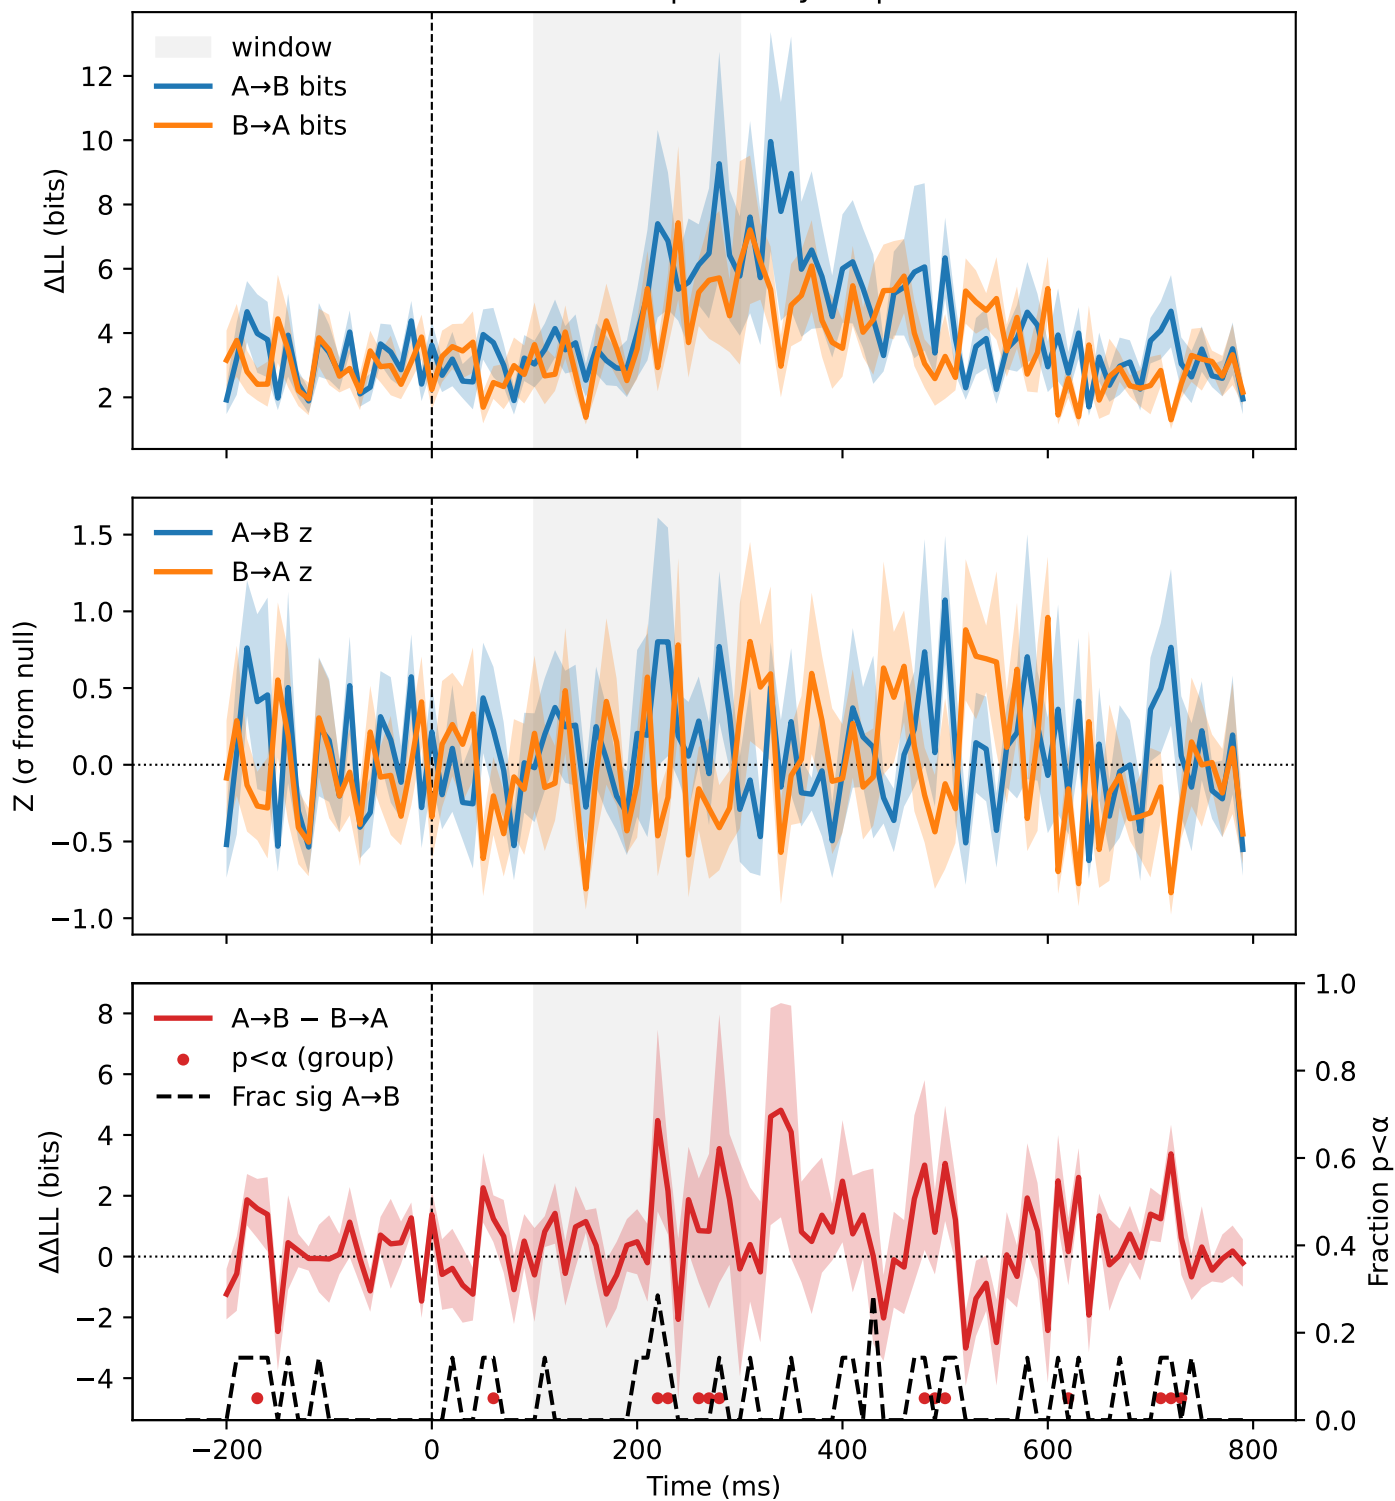 window
A→B bits
B→A bits
12
10
8
6
4
2
ΔLL (bits)
A→B z
B→A z
1.5
1.0
0.5
0.0
−0.5
−1.0
Z (σ from null)
A→B − B→A
p<α (group)
Frac sig A→B
8
6
4
2
0
−2
−4
ΔΔLL (bits)
1.0
0.8
0.6
0.4
0.2
0.0
Fraction p<α
−200 0 200 400 600 800
Time (ms)